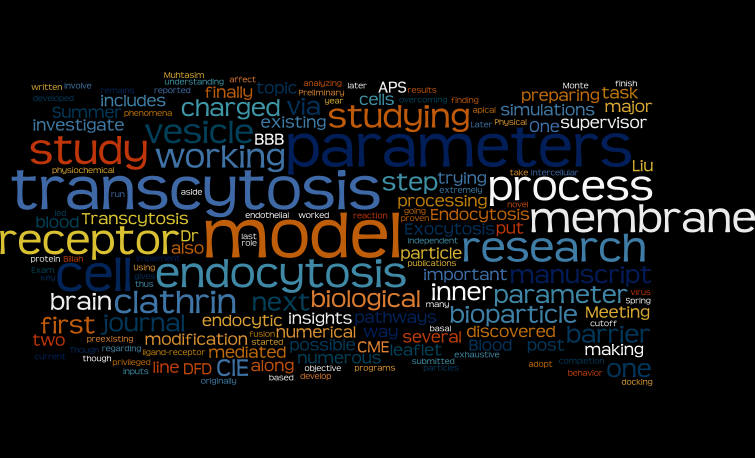 Muhtasim
written involve understanding affect analyzing later APS finish
remains reported finally topic cells results Monte
developed includes Preliminary overcoming preparing task
Summer phenomena charged via year studying finding simulations major
investigate vesicle existing Later Physical apical One supervisor
BBB
study working parameters Liu
physiochemical step trying take intercellular
transcytosis process extremely
run aside processing novel
blood led Transcytosis endothelial worked reaction going Endocytosis put membrane
receptor Dr model last Exocytosis proven
also role particle independent research
protein Billah cell endocytosis publications important manuscript
Exam Using gives
key thus inner parameter virus
brain clathrin next biological many Spring
first journal endocytic insights pathways basal bioparticle Meeting
two modification numerical way several discovered cutoff barrier
preexisting fusion started
Though regarding ligand-receptor mediated possible CME leaflet Blood post making
current though privileged numerous submitted exhaustive
inputs line DFD CIE along objective programs particles adopt completion one
originally based develop behavior docking